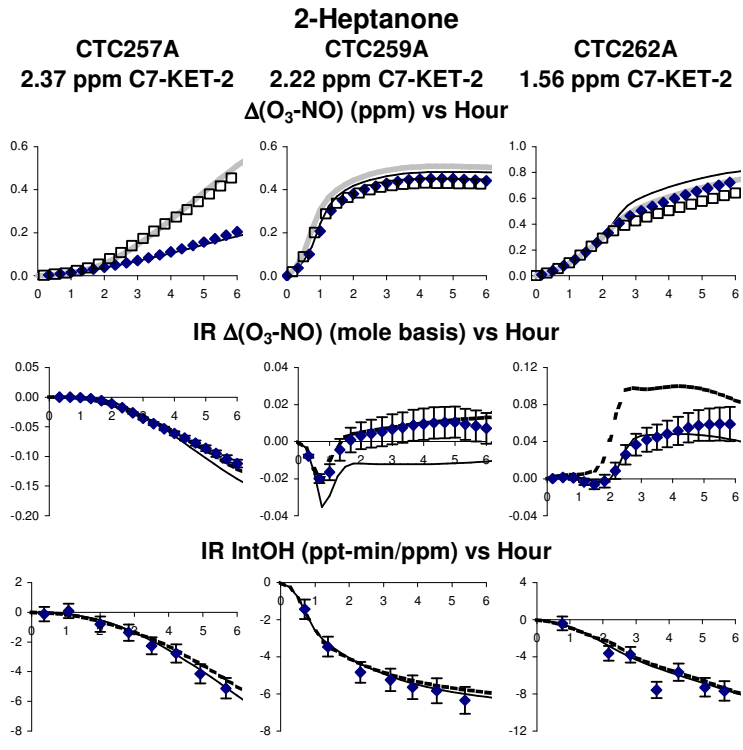 2-Heptanone
CTC257A CTC259A CTC262A
2.37 ppm C7-KET-2 2.22 ppm C7-KET-2 1.56 ppm C7-KET-2
Δ(O₃-NO) (ppm) vs Hour
0.6 0.6 1.0
0.8
0.4 0.4
0.6
0.4
0.2 0.2
0.2
0.0 0.0 0.0
0 1 2 3 4 5 6 0 1 2 3 4 5 6 0 1 2 3 4 5 6
IR Δ(O₃-NO) (mole basis) vs Hour
0.05 0.04 0.12
0.00 0.02 0.08
0 1 2 3 4 5 6
-0.05
0.00 0.04
0 1 2 3 4 5 6
-0.10
-0.02 0.00
0 1 2 3 4 5 6
-0.15
-0.20 -0.04 -0.04
IR IntOH (ppt-min/ppm) vs Hour
2 0 4
0 1 2 3 4 5 6
0 -2 0
0 1 2 3 4 5 6 0 1 2 3 4 5 6
-2
-4 -4
-4
-6 -6 -8
-8 -8 -12